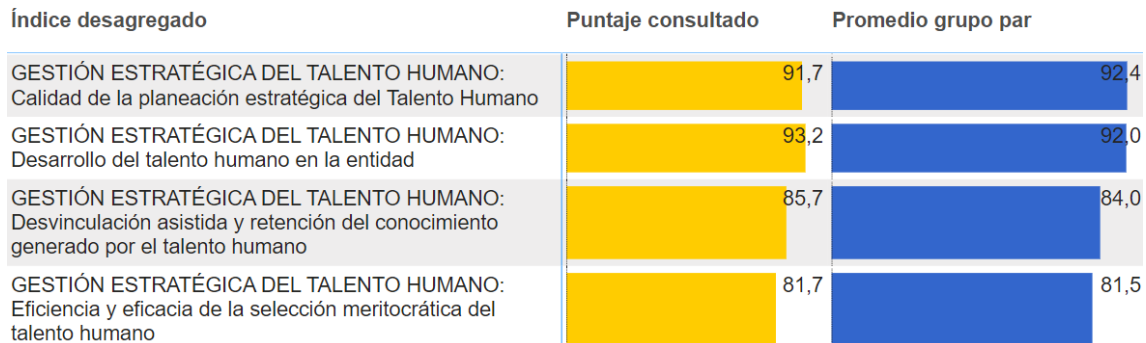 Índice desagregado Puntaje consultado Promedio grupo par
GESTIÓN ESTRATÉGICA DEL TALENTO HUMANO: 91,7 92,4
Calidad de la planeación estratégica del Talento Humano
GESTIÓN ESTRATÉGICA DEL TALENTO HUMANO: 93,2 92,0
Desarrollo del talento humano en la entidad
GESTIÓN ESTRATÉGICA DEL TALENTO HUMANO: 85,7 84,0
Desvinculación asistida y retención del conocimiento
generado por el talento humano
GESTIÓN ESTRATÉGICA DEL TALENTO HUMANO: 81,7 81,5
Eficiencia y eficacia de la selección meritocrática del
talento humano